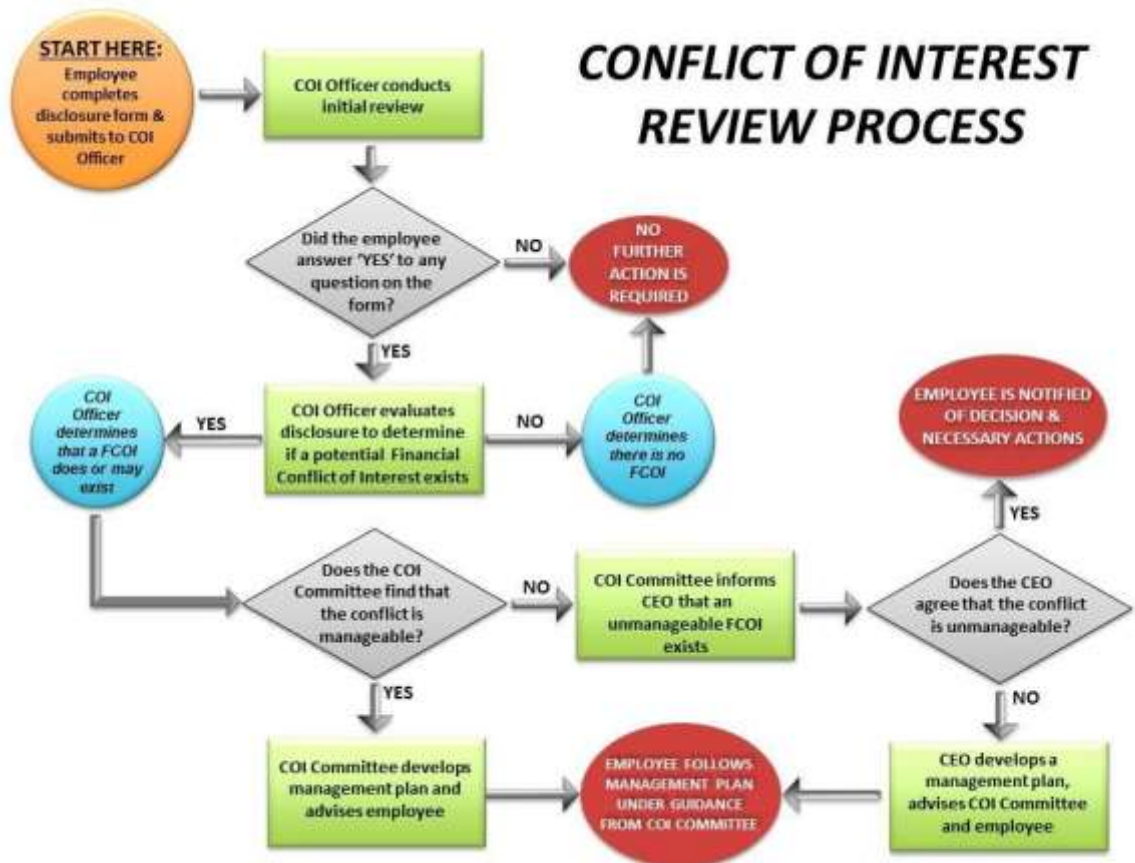 START HERE:
Employee
completes
disclosure form &
submits to COI
Officer
COI Officer conducts
initial review
CONFLICT OF INTEREST
REVIEW PROCESS
Did the employee
answer 'YES' to any
question on the
form?
NO
NO
FURTHER
ACTION IS
REQUIRED
YES
COI
Officer
determines
that a FCOI
does or may
exist
YES
COI Officer evaluates
disclosure to determine
if a potential Financial
Conflict of Interest exists
NO
COI
Officer
determines
there is no
FCOI
EMPLOYEE IS NOTIFIED
OF DECISION &
NECESSARY ACTIONS
YES
Does the COI
Committee find that
the conflict is
manageable?
NO
COI Committee informs
CEO that an
unmanageable FCOI
exists
Does the CEO
agree that the conflict
is unmanageable?
YES
NO
COI Committee develops
management plan and
advises employee
EMPLOYEE FOLLOWS
MANAGEMENT PLAN
UNDER GUIDANCE
FROM COI COMMITTEE
CEO develops a
management plan,
advises COI Committee
and employee